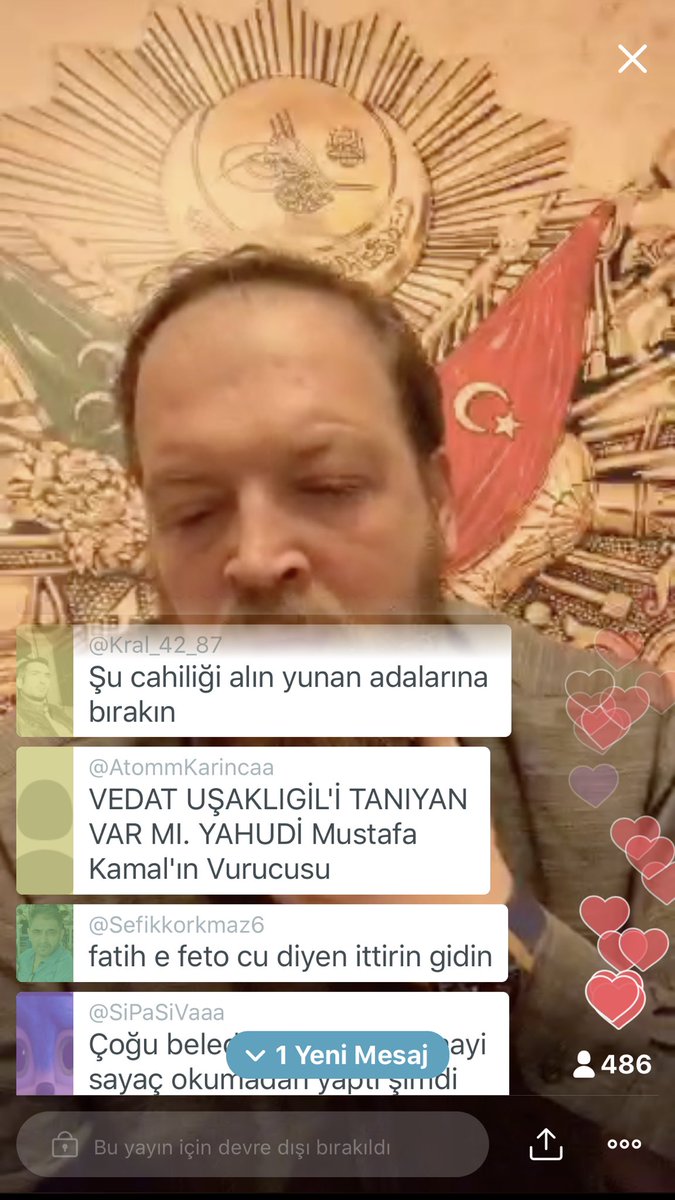 @Kral_42_87
Şu cahiliği alın yunan adalarına
bırakın
@AtommKarincaa
VEDAT UŞAKLIGİL'İ TANIYAN
VAR MI. YAHUDİ Mustafa
Kamal'ın Vurucusu
@Sefikkorkmaz6
fatih e feto cu diyen ittirin gidin
@SiPaSiVaaa
Çoğu
1 Yeni Mesaj
sayaç okumadan yaptı şimdi
486
Bu yayın için devre dışı bırakıldı